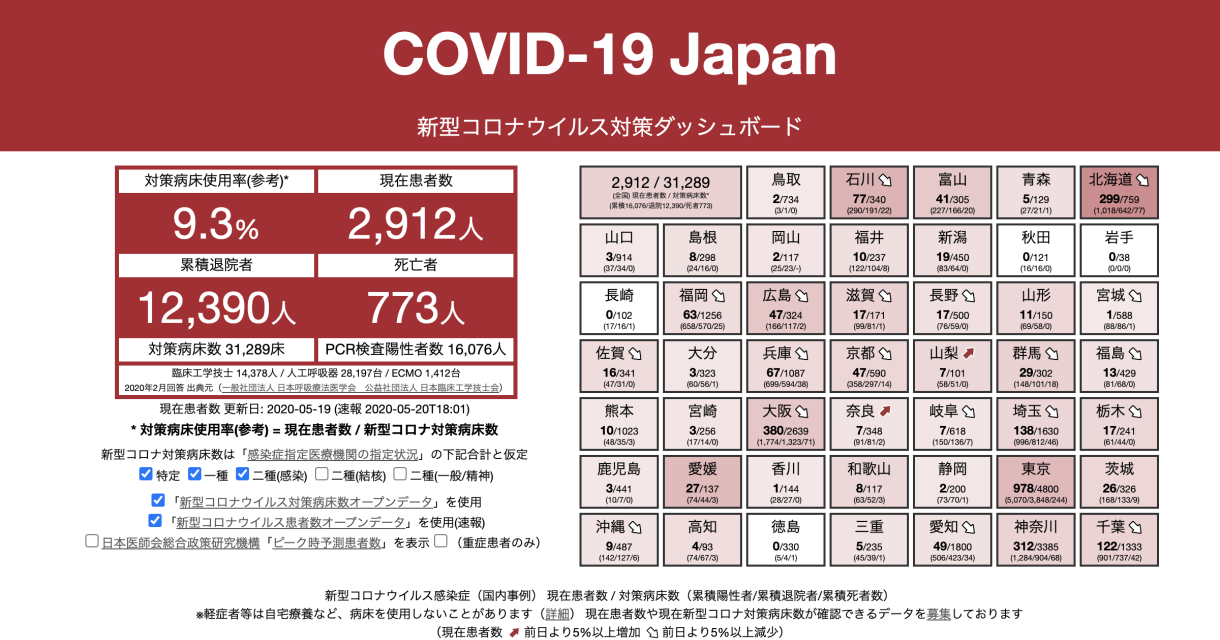 COVID-19 Japan
新型コロナウイルス対策ダッシュボード
対策病床使用率(参考)*
現在患者数
9.3%
2,912人
累積退院者
死亡者
12,390人
773人
対策病床数 31,289床
PCR検査陽性者数 16,076人
臨床工学技士 14,378人 / 人工呼吸器 28,197台 / ECMO 1,412台
2020年2月回答 出典元（一般社団法人 日本呼吸療法医学会　公益社団法人 日本臨床工学技士会）
現在患者数 更新日: 2020-05-19 (速報 2020-05-20T18:01)
* 対策病床使用率(参考) = 現在患者数 / 新型コロナ対策病床数
新型コロナ対策病床数は「感染症指定医療機関の指定状況」の下記合計と仮定
特定 一種 二種(感染) 二種(結核) 二種(一般/精神)
「新型コロナウイルス対策病床数オープンデータ」を使用
「新型コロナウイルス患者数オープンデータ」を使用(速報)
日本医師会総合政策研究機構「ピーク時予測患者数」を表示 （重症患者のみ）
2,912 / 31,289
(全国) 現在患者数 / 対策病床数*
(累積16,076/退院12,390/死者773)
鳥取
2/734
(3/1/0)
石川
77/340
(290/191/22)
富山
41/305
(227/166/20)
青森
5/129
(27/21/1)
北海道
299/759
(1,018/642/77)
山口
3/914
(37/34/0)
島根
8/298
(24/16/0)
岡山
2/117
(25/23/-)
福井
10/237
(122/104/8)
新潟
19/450
(83/64/0)
秋田
0/121
(16/16/0)
岩手
0/38
(0/0/0)
長崎
0/102
(17/16/1)
福岡
63/1256
(658/570/25)
広島
47/324
(166/117/2)
滋賀
17/171
(99/81/1)
長野
17/500
(76/59/0)
山形
11/150
(69/58/0)
宮城
1/588
(88/86/1)
佐賀
16/341
(47/31/0)
大分
3/323
(60/56/1)
兵庫
67/1087
(699/594/38)
京都
47/590
(358/297/14)
山梨
7/101
(58/51/0)
群馬
29/302
(148/101/18)
福島
13/429
(81/68/0)
熊本
10/1023
(48/35/3)
宮崎
3/256
(17/14/0)
大阪
380/2639
(1,774/1,323/71)
奈良
7/348
(91/81/2)
岐阜
7/618
(150/136/7)
埼玉
138/1630
(996/812/46)
栃木
17/241
(61/44/0)
鹿児島
3/441
(10/7/0)
愛媛
27/137
(74/44/3)
香川
1/144
(28/27/0)
和歌山
8/117
(63/52/3)
静岡
2/200
(73/70/1)
東京
978/4800
(5,070/3,848/244)
茨城
26/326
(168/133/9)
沖縄
9/487
(142/127/6)
高知
4/93
(74/67/3)
徳島
0/330
(5/4/1)
三重
5/235
(45/39/1)
愛知
49/1800
(506/423/34)
神奈川
312/3385
(1,284/904/68)
千葉
122/1333
(901/737/42)
新型コロナウイルス感染症（国内事例） 現在患者数 / 対策病床数（累積陽性者/累積退院者/累積死者数）
※軽症者等は自宅療養など、病床を使用しないことがあります（詳細） 現在患者数や現在新型コロナ対策病床数が確認できるデータを募集しております
（現在患者数 前日より5%以上増加 前日より5%以上減少）